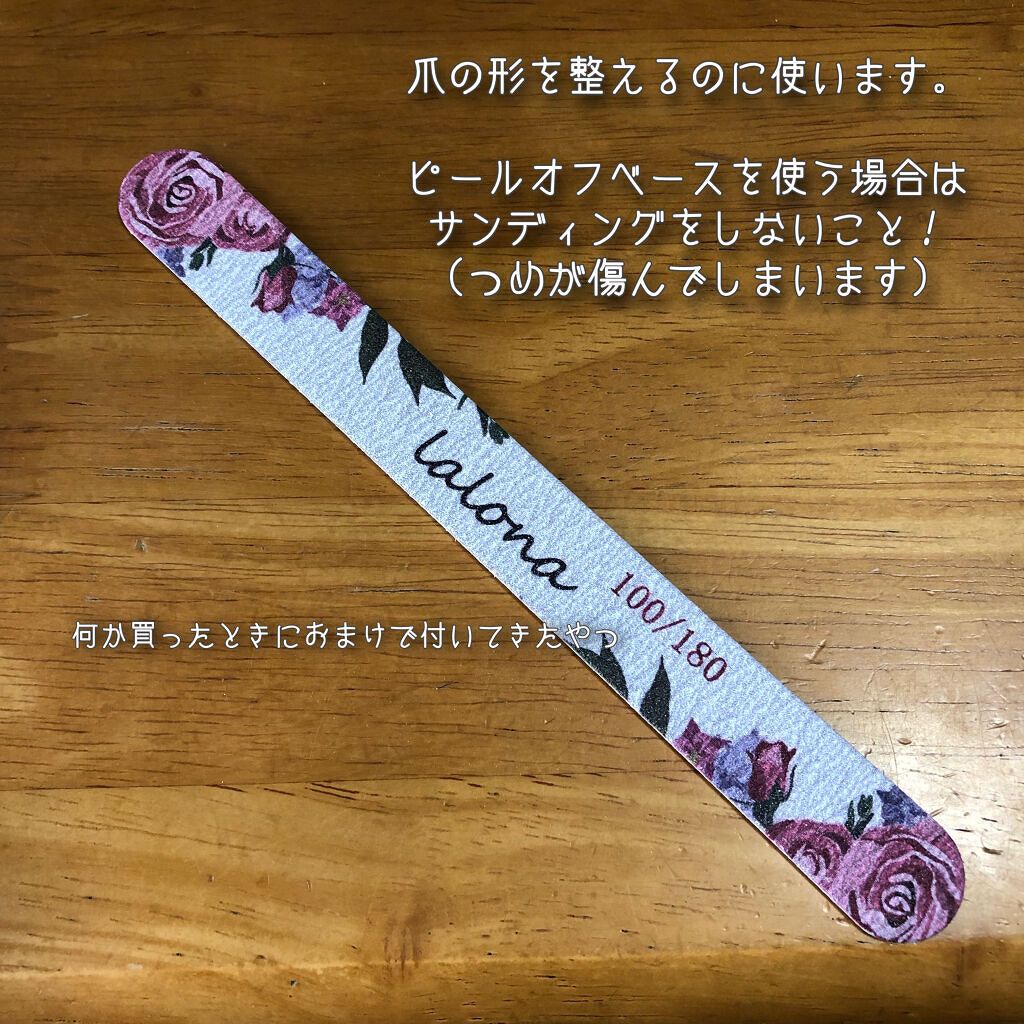 爪の形を整えるのに使います。
ピールオフベースを使う場合は
サンディングをしないこと！
（つめが傷んでしまいます）
lalona
100/180
何か買ったときにおまけで付いてきたやつ